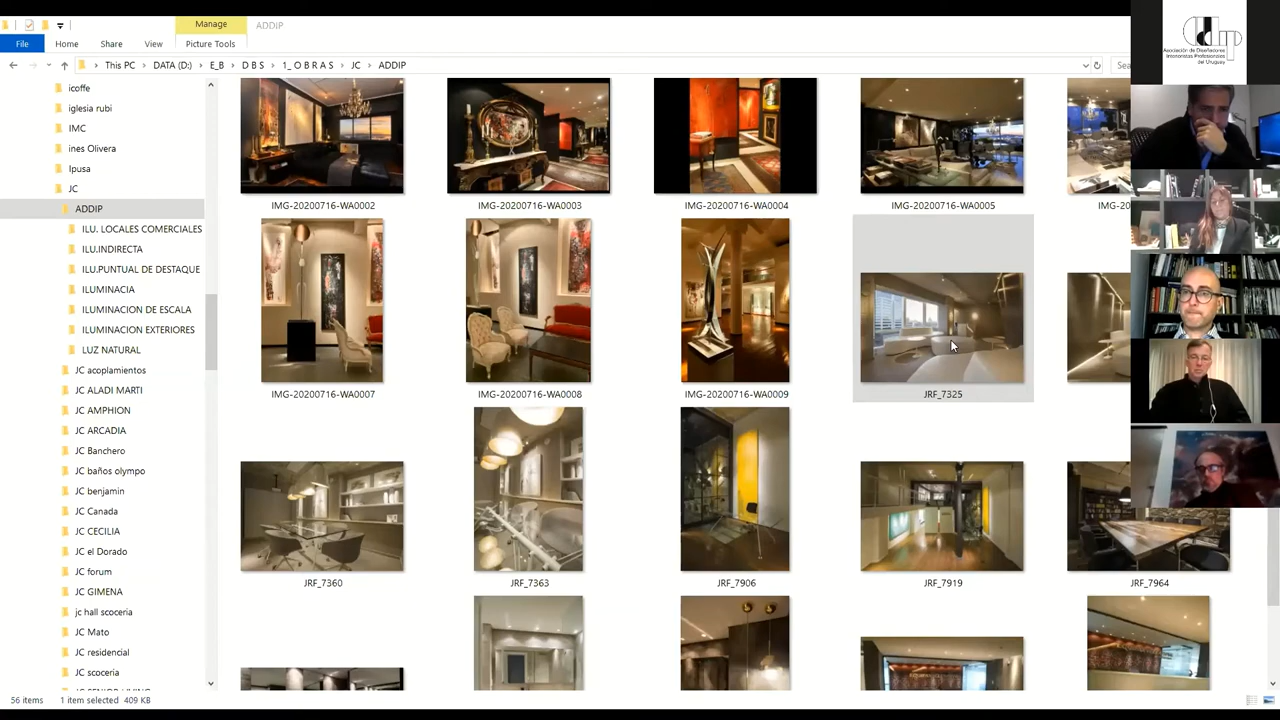 Manage
ADDIP
File
Home
Share
View
Picture Tools
This PC
DATA (D:)
E_B
D B S
1_ O B R A S
JC
ADDIP
Sea
Asociación de Diseñadores
Interioristas Profesionales
del Uruguay
icoffe
iglesia rubi
IMC
ines Olivera
Ipusa
JC
ADDIP
ILU. LOCALES COMERCIALES
ILU.INDIRECTA
ILU.PUNTUAL DE DESTAQUE
ILUMINACIA
ILUMINACION DE ESCALA
ILUMINACION EXTERIORES
LUZ NATURAL
JC acoplamientos
JC ALADI MARTI
JC AMPHION
JC ARCADIA
JC Banchero
JC baños olympo
JC benjamin
JC Canada
JC CECILIA
JC el Dorado
JC forum
JC GIMENA
jc hall scoceria
JC Mato
JC residencial
JC scoceria
IMG-20200716-WA0002
IMG-20200716-WA0003
IMG-20200716-WA0004
IMG-20200716-WA0005
IMG-20
IMG-20200716-WA0007
IMG-20200716-WA0008
IMG-20200716-WA0009
JRF_7325
JRF_7360
JRF_7363
JRF_7906
JRF_7919
JRF_7964
56 items
1 item selected
409 KB